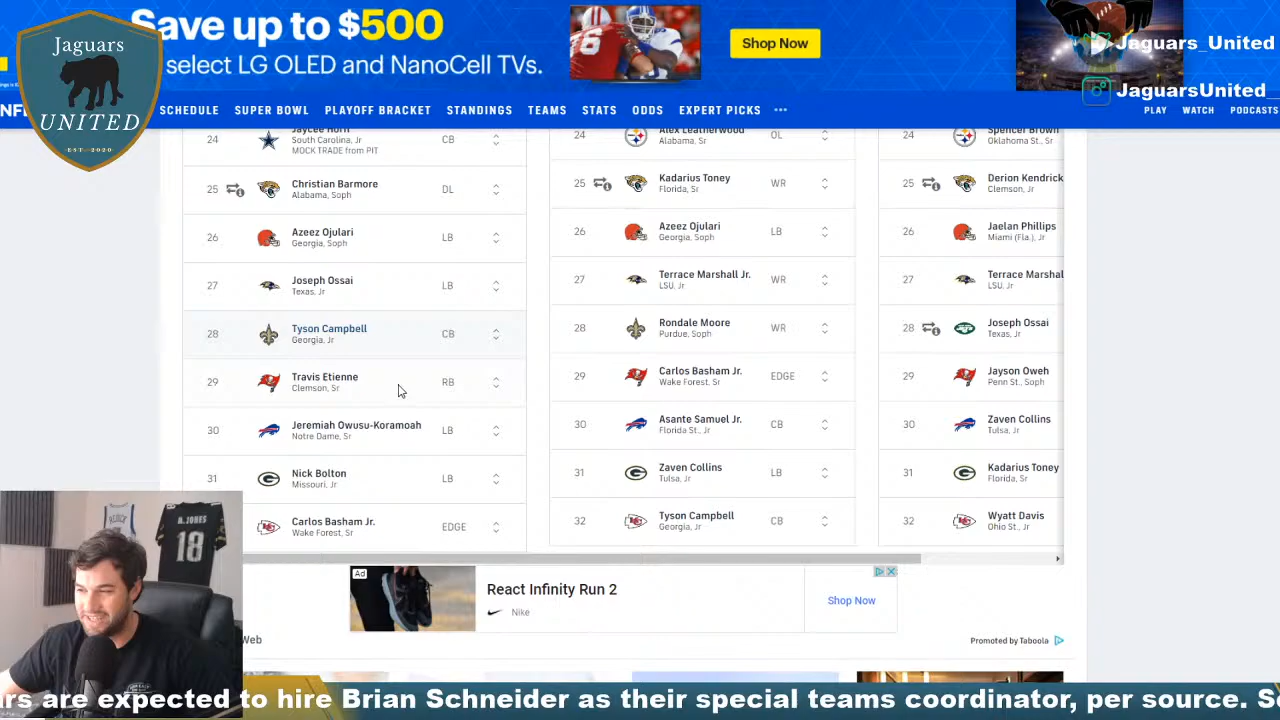 Save up to $500
select LG OLED and NanoCell TVs.
Shop Now
Jaguars
UNITED
EST 2020
Jaguars_United
JaguarsUnited_
NF
SCHEDULE SUPER BOWL PLAYOFF BRACKET STANDINGS TEAMS STATS ODDS EXPERT PICKS ...
PLAY WATCH PODCASTS
24 Jaycee Horn CB
South Carolina, Jr
MOCK TRADE from PIT
25 Christian Barmore DL
Alabama, Soph
26 Azeez Ojulari LB
Georgia, Soph
27 Joseph Ossai LB
Texas, Jr
28 Tyson Campbell CB
Georgia, Jr
29 Travis Etienne RB
Clemson, Sr
30 Jeremiah Owusu-Koramoah LB
Notre Dame, Sr
31 Nick Bolton LB
Missouri, Jr
Carlos Basham Jr. EDGE
Wake Forest, Sr
24 Alex Leatherwood OL
Alabama, Sr
25 Kadarius Toney WR
Florida, Sr
26 Azeez Ojulari LB
Georgia, Soph
27 Terrace Marshall Jr. WR
LSU, Jr
28 Rondale Moore WR
Purdue, Soph
29 Carlos Basham Jr. EDGE
Wake Forest, Sr
30 Asante Samuel Jr. CB
Florida St., Jr
31 Zaven Collins LB
Tulsa, Jr
32 Tyson Campbell CB
Georgia, Jr
24 Spencer Brown
Oklahoma St., Sr
25 Derion Kendrick
Clemson, Jr
26 Jaelan Phillips
Miami (Fla.), Jr
27 Terrace Marshal
LSU, Jr
28 Joseph Ossai
Texas, Jr
29 Jayson Oweh
Penn St., Soph
30 Zaven Collins
Tulsa, Jr
31 Kadarius Toney
Florida, Sr
32 Wyatt Davis
Ohio St., Jr
M.JONES
18
Ad
React Infinity Run 2
Nike
Shop Now
Web
Promoted by Taboola
ars are expected to hire Brian Schneider as their special teams coordinator, per source. S